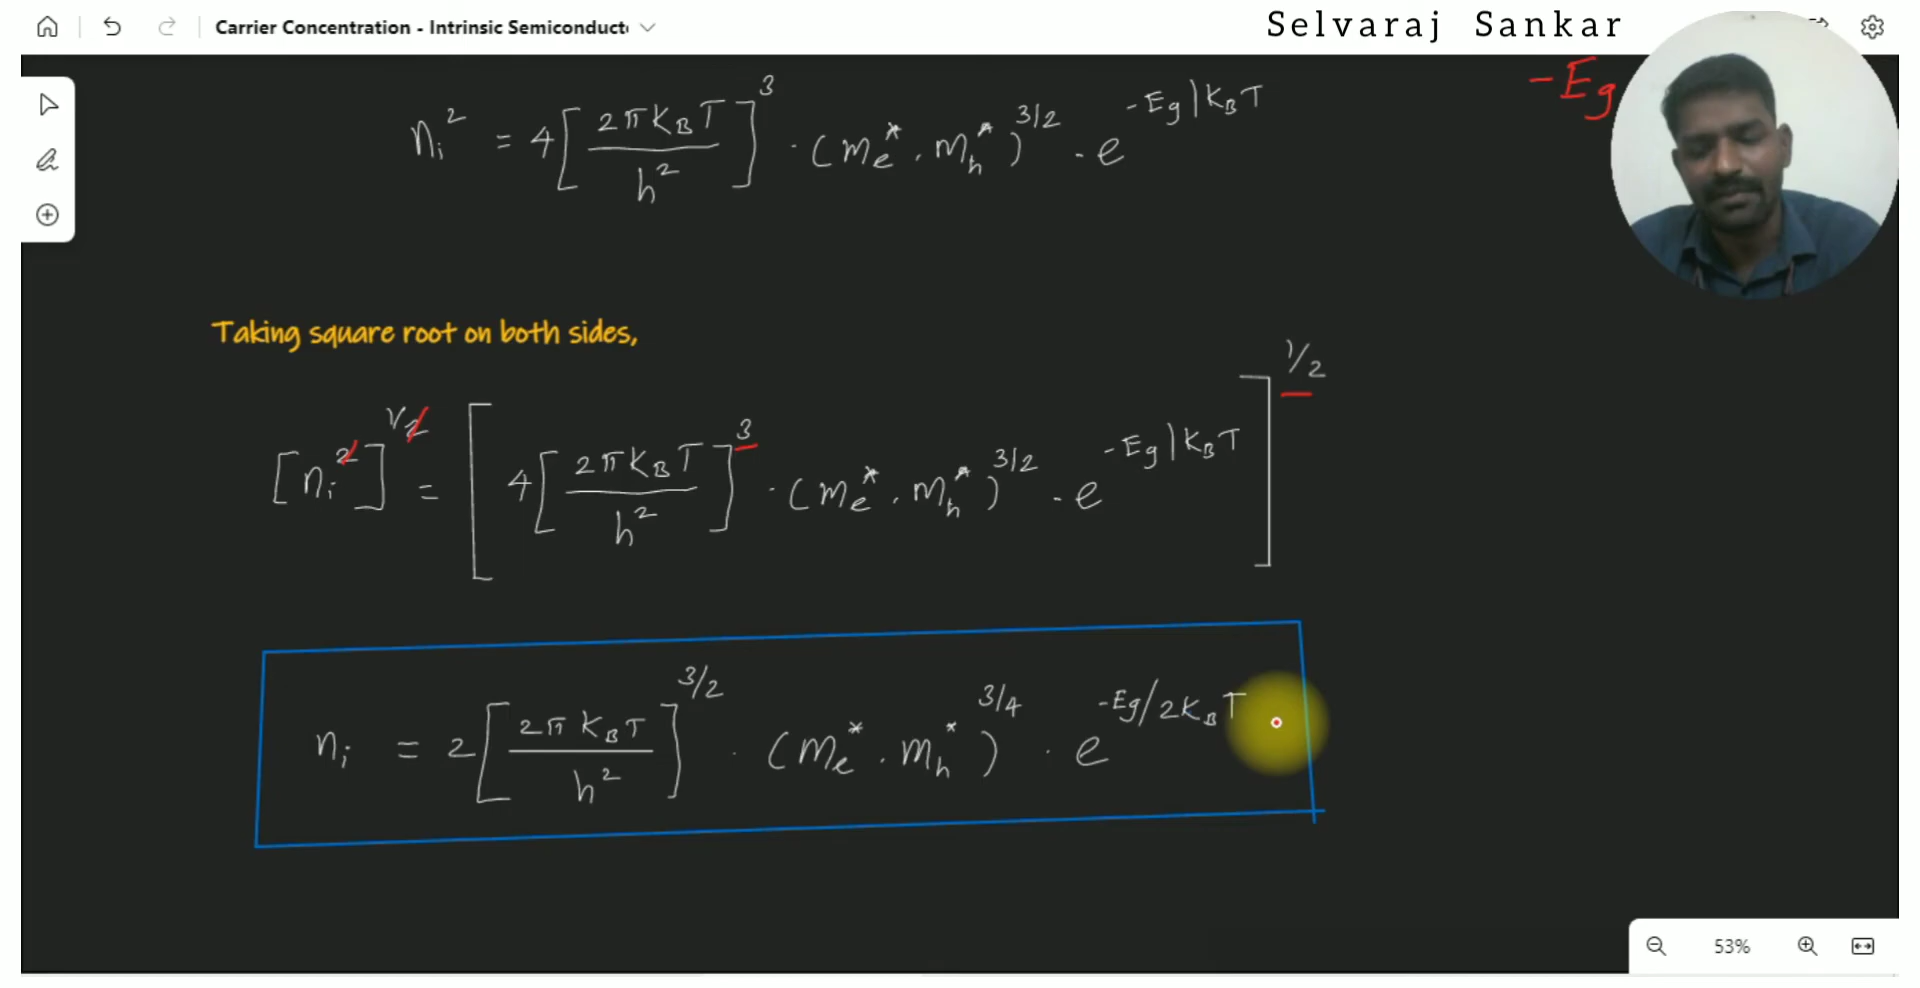 Carrier Concentration - Intrinsic Semiconduct
Selvaraj Sankar
-Eg
nᵢ² = 4[2πK_BT / h²]³ · (mₑ* . mₕ*)^3/2 . e^-Eg|K_BT
Taking square root on both sides,
[nᵢ²]^1/2 = [4[2πK_BT / h²]³ · (mₑ* . mₕ*)^3/2 . e^-Eg|K_BT]^1/2
nᵢ = 2[2πK_BT / h²]^3/2 . (mₑ* . mₕ*)^3/4 . e^-Eg/2K_BT
53%